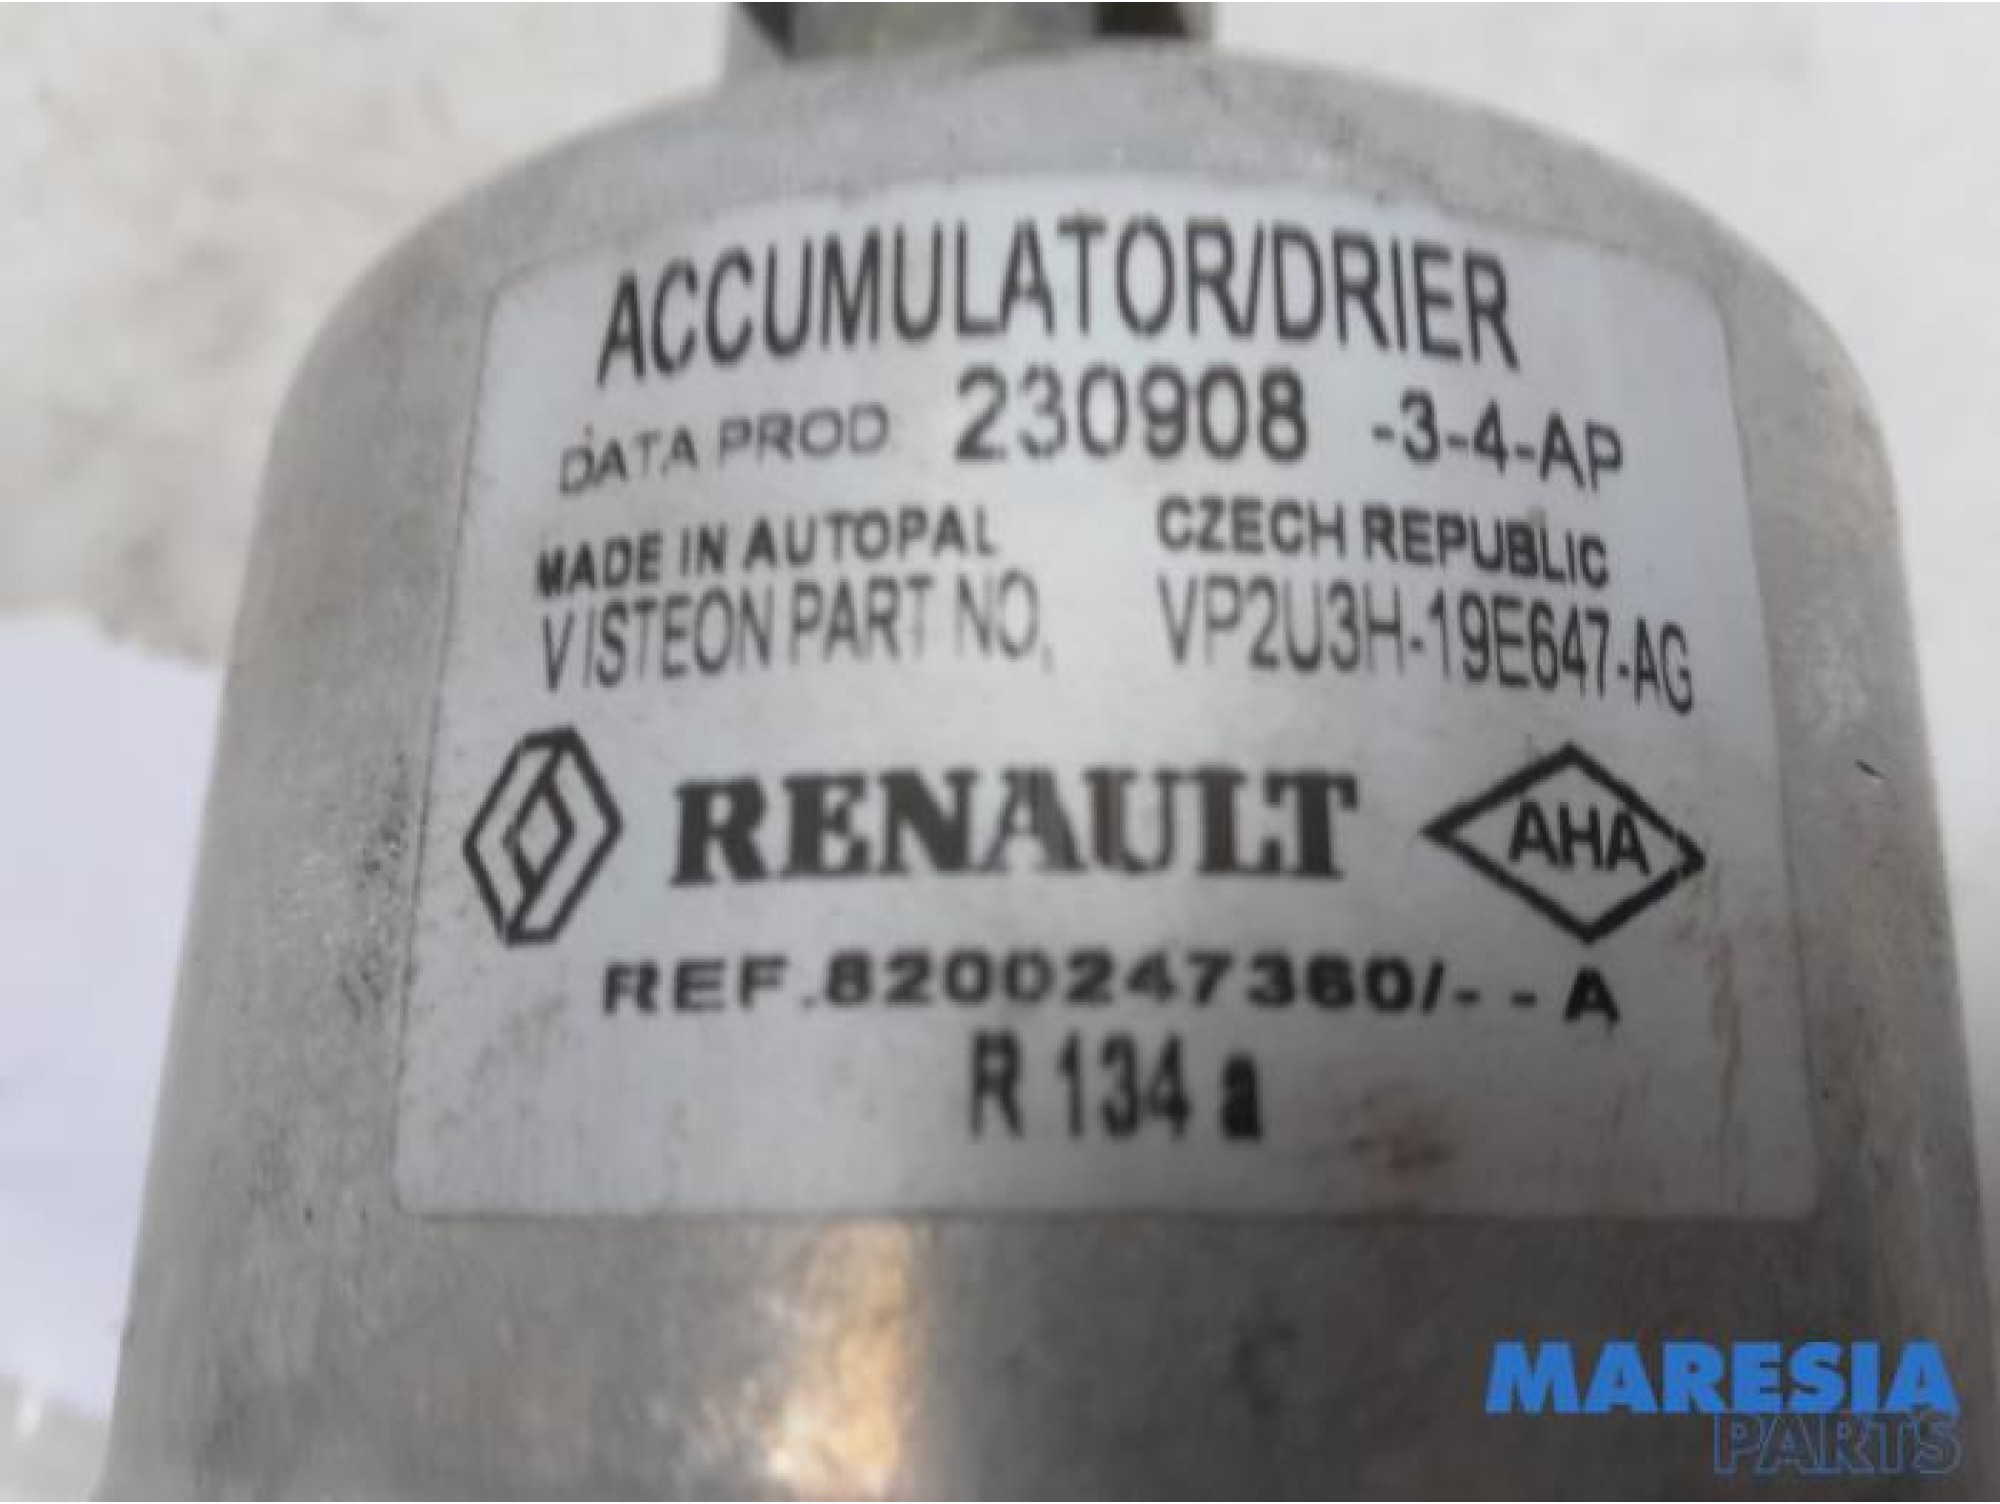 ACCUMULATOR/DRIER
DATA PROD 230908 -3-4-AP
MADE IN AUTOPAL CZECH REPUBLIC
VISTEON PART NO, VP2U3H-19E647-AG
RENAULT AHA
REF.8200247360/--A
R 134 a
MARESIA
PARTS